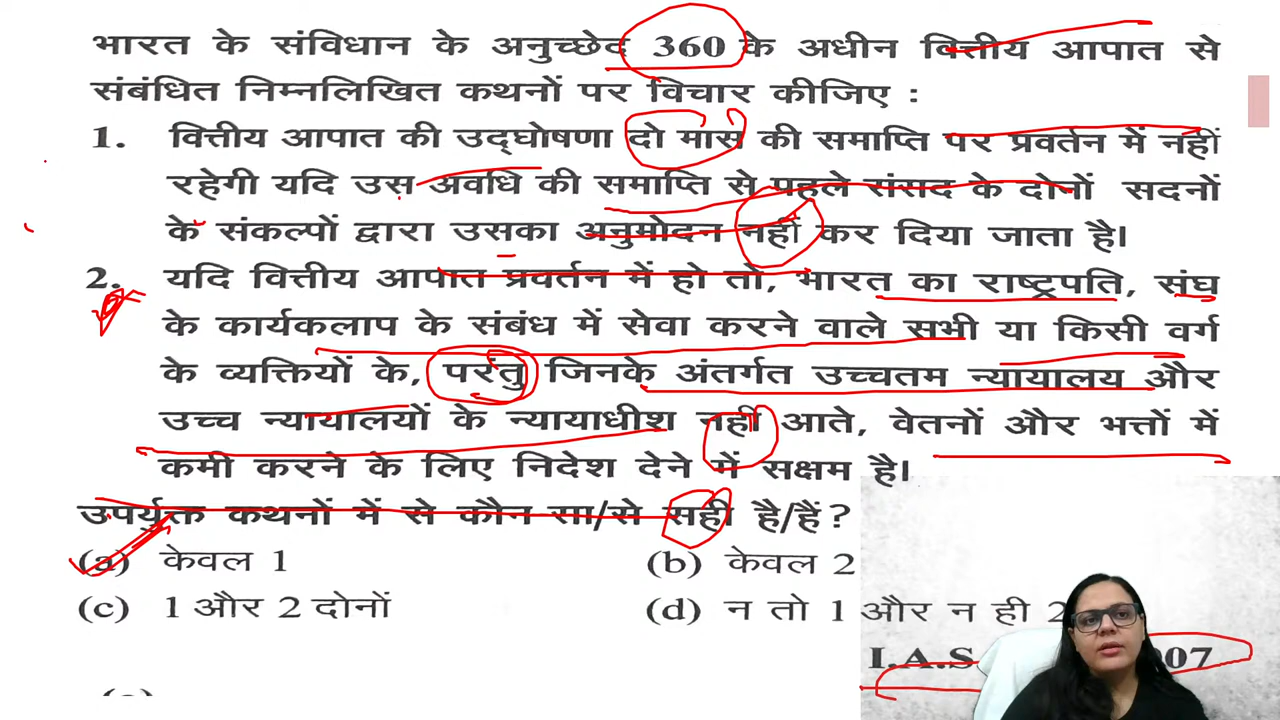 भारत के संविधान के अनुच्छेद 360 के अधीन वित्तीय आपात से
संबंधित निम्नलिखित कथनों पर विचार कीजिए :
1. वित्तीय आपात की उद्घोषणा दो मास की समाप्ति पर प्रवर्तन में नहीं
रहेगी यदि उस अवधि की समाप्ति से पहले संसद के दोनों सदनों
के संकल्पों द्वारा उसका अनुमोदन नहीं कर दिया जाता है।
2. यदि वित्तीय आपात प्रवर्तन में हो तो, भारत का राष्ट्रपति, संघ
के कार्यकलाप के संबंध में सेवा करने वाले सभी या किसी वर्ग
के व्यक्तियों के, परंतु जिनके अंतर्गत उच्चतम न्यायालय और
उच्च न्यायालयों के न्यायाधीश नहीं आते, वेतनों और भत्तों में
कमी करने के लिए निदेश देने में सक्षम है।
उपर्युक्त कथनों में से कौन सा/से सही है/हैं?
(a) केवल 1
(b) केवल 2
(c) 1 और 2 दोनों
(d) न तो 1 और न ही 2
I.A.S. 07